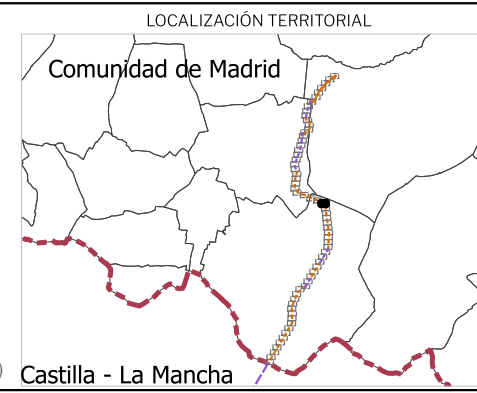 LOCALIZACIÓN TERRITORIAL
Comunidad de Madrid
Castilla - La Mancha